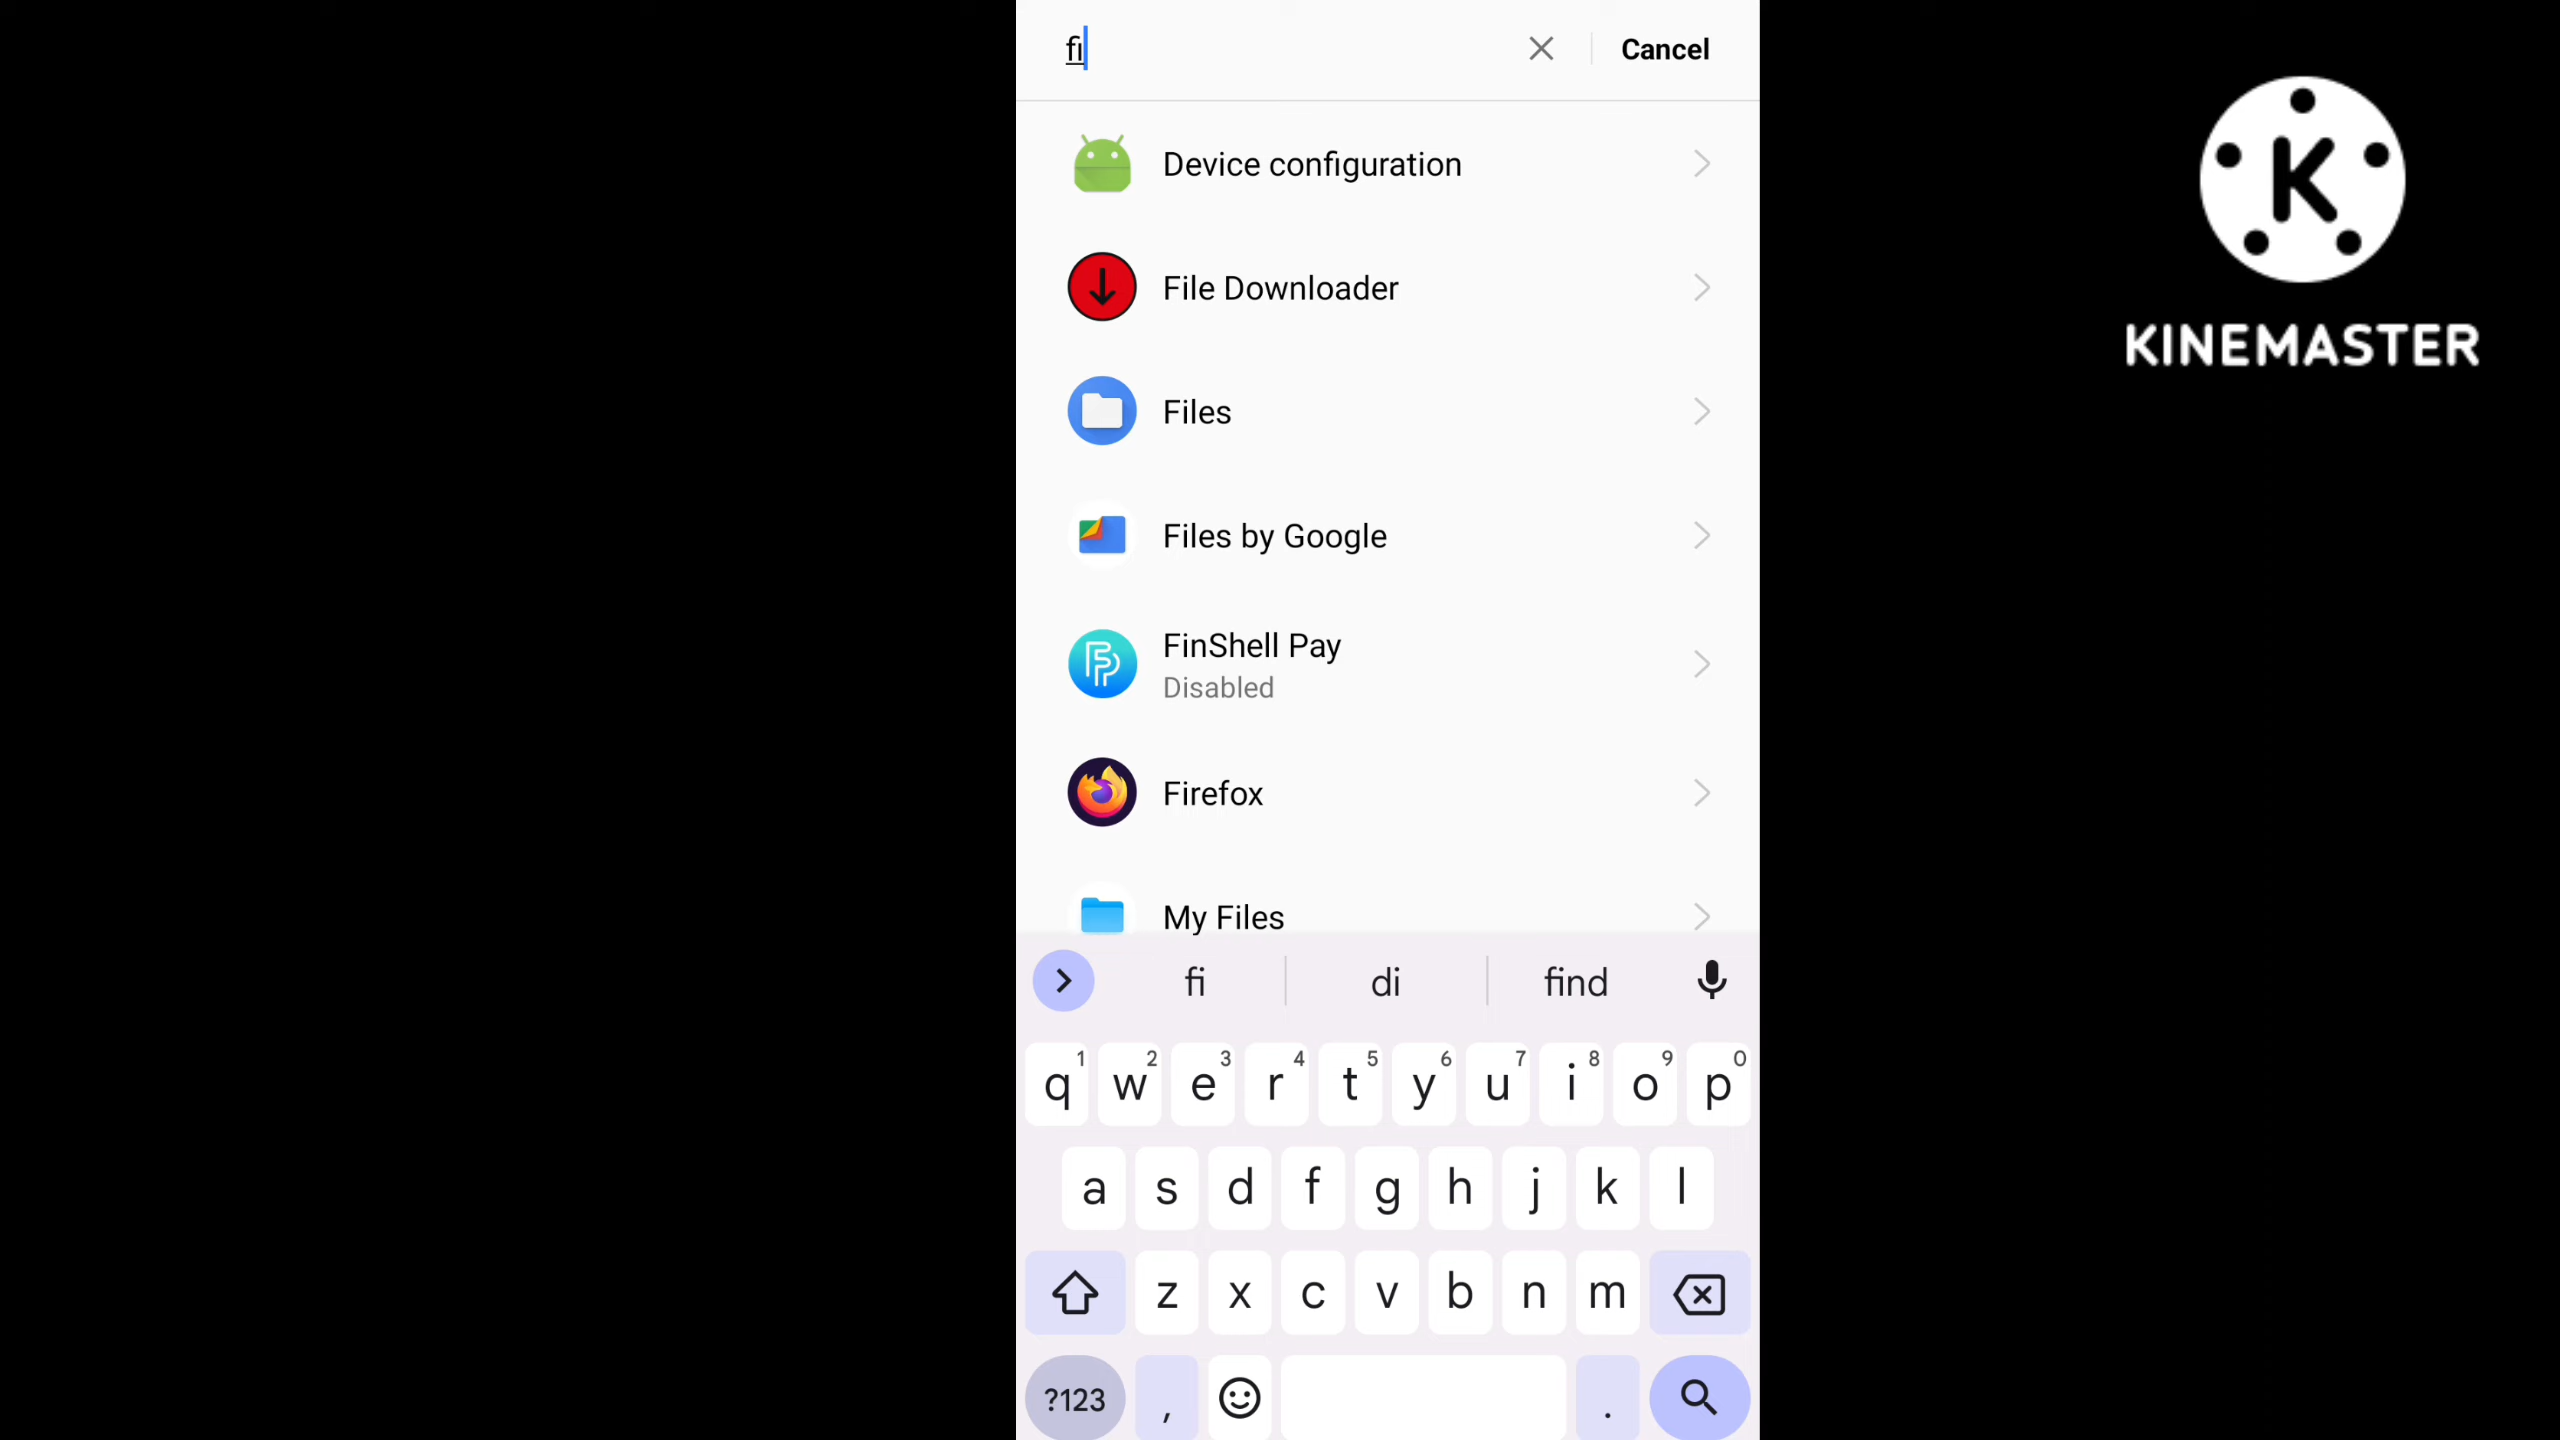 fi
Cancel
Device configuration
File Downloader
Files
Files by Google
FinShell Pay
Disabled
Firefox
My Files
fi di find
1 2 3 4 5 6 7 8 9 0
q w e r t y u i o p
a s d f g h j k l
z x c v b n m
?123 , .
K
KINEMASTER